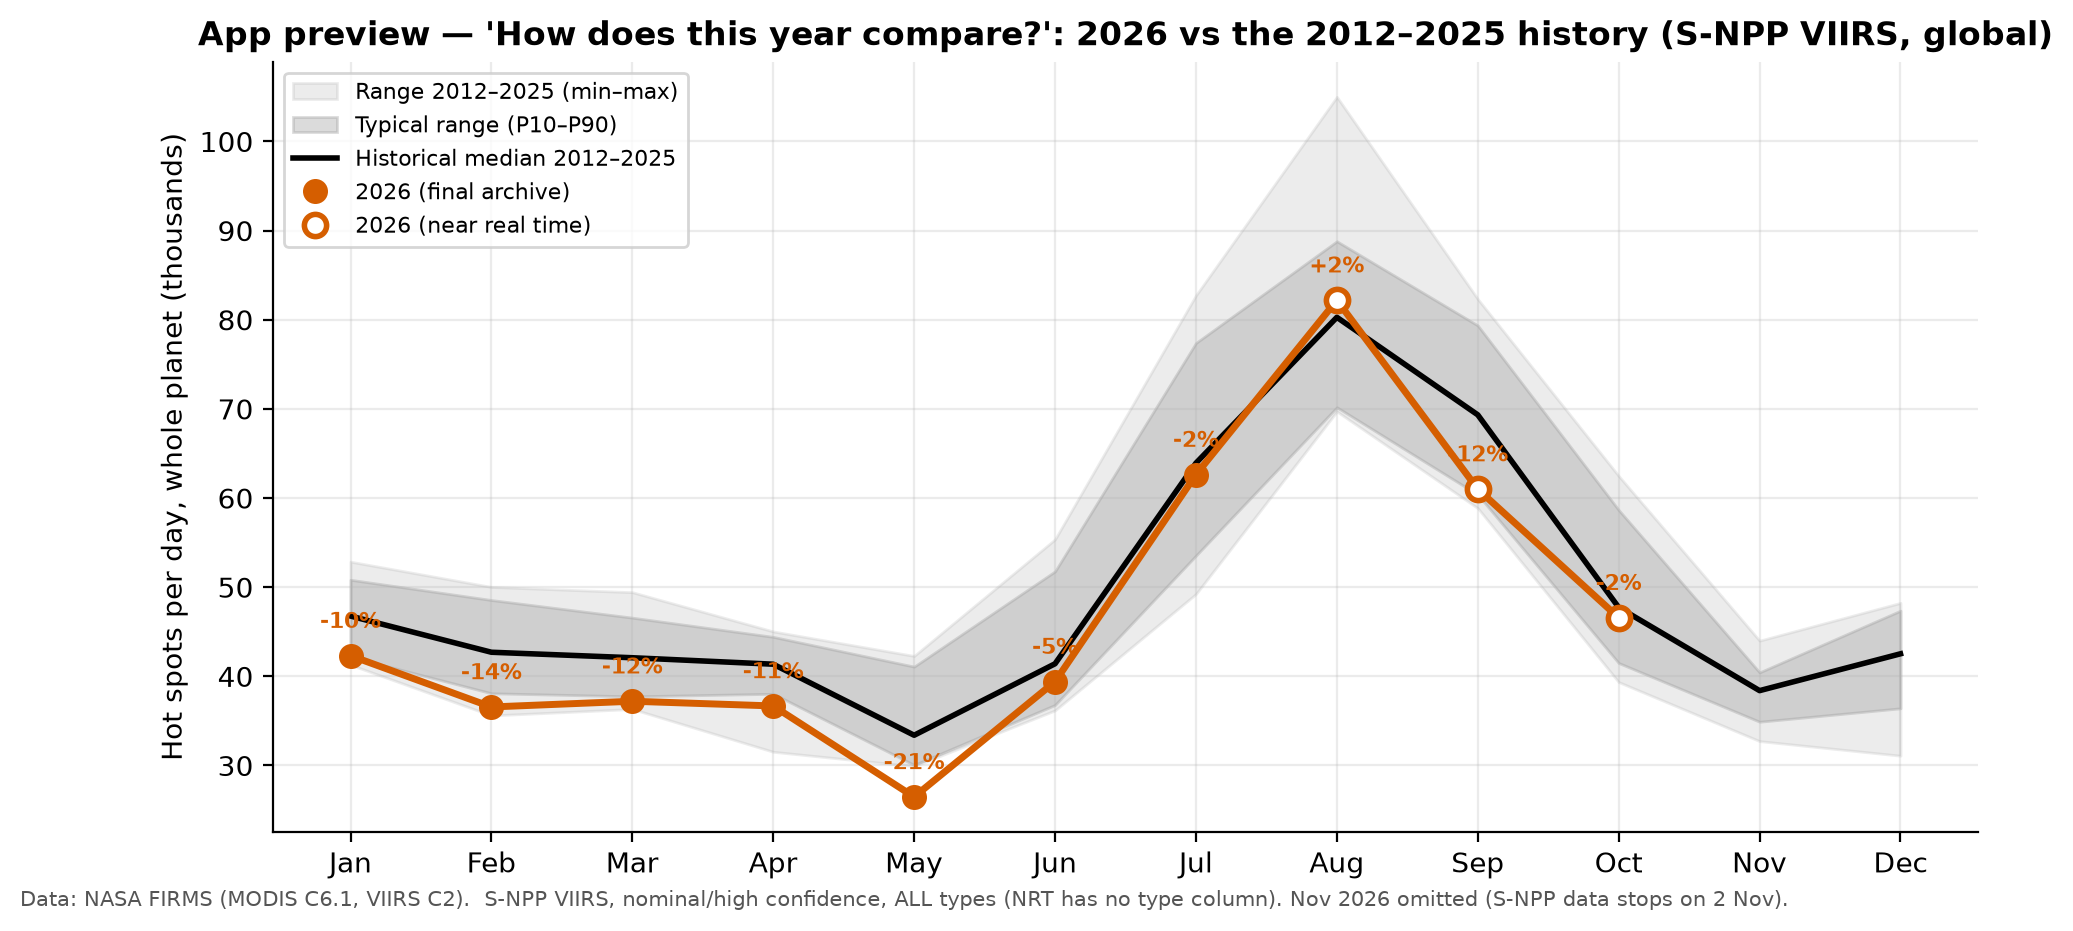 App preview — 'How does this year compare?': 2026 vs the 2012–2025 history (S-NPP VIIRS, global)
Range 2012–2025 (min–max)
Typical range (P10–P90)
Historical median 2012–2025
2026 (final archive)
2026 (near real time)
Hot spots per day, whole planet (thousands)
100
90
80
70
60
50
40
30
-10%
-14%
-12%
-11%
-21%
-5%
-2%
+2%
12%
-2%
Jan Feb Mar Apr May Jun Jul Aug Sep Oct Nov Dec
Data: NASA FIRMS (MODIS C6.1, VIIRS C2).  S-NPP VIIRS, nominal/high confidence, ALL types (NRT has no type column). Nov 2026 omitted (S-NPP data stops on 2 Nov).